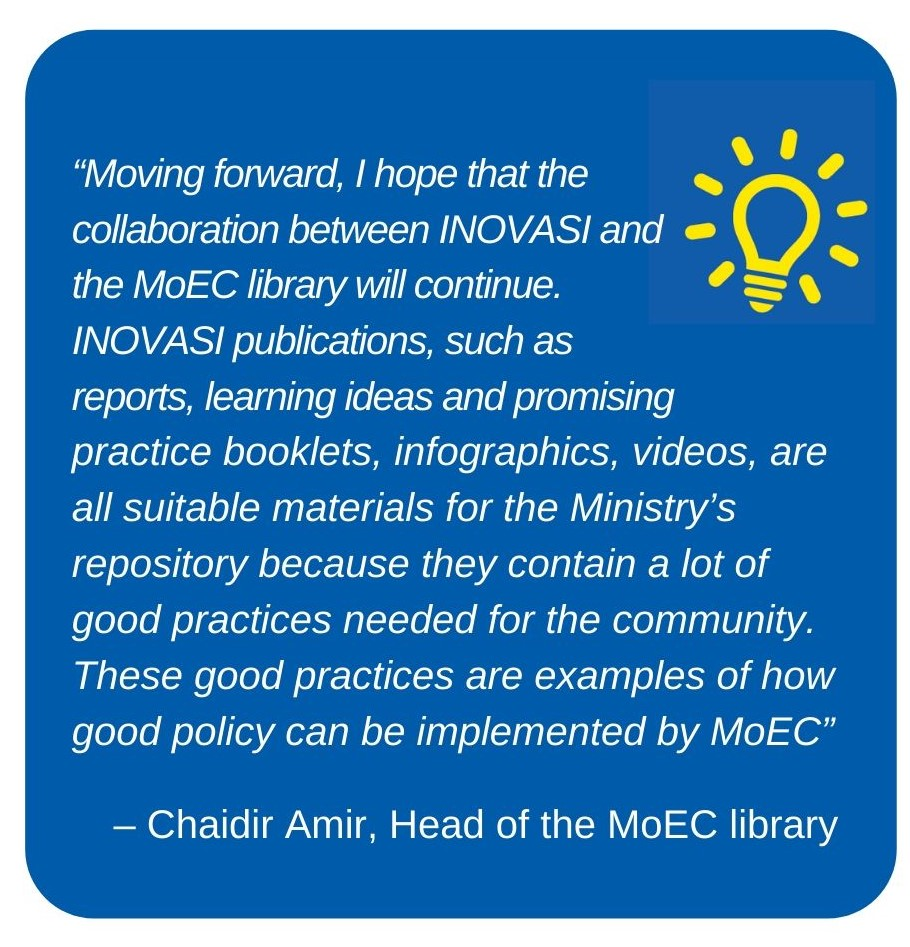 “Moving forward, I hope that the
collaboration between INOVASI and
the MoEC library will continue.
INOVASI publications, such as
reports, learning ideas and promising
practice booklets, infographics, videos, are
all suitable materials for the Ministry’s
repository because they contain a lot of
good practices needed for the community.
These good practices are examples of how
good policy can be implemented by MoEC”
– Chaidir Amir, Head of the MoEC library